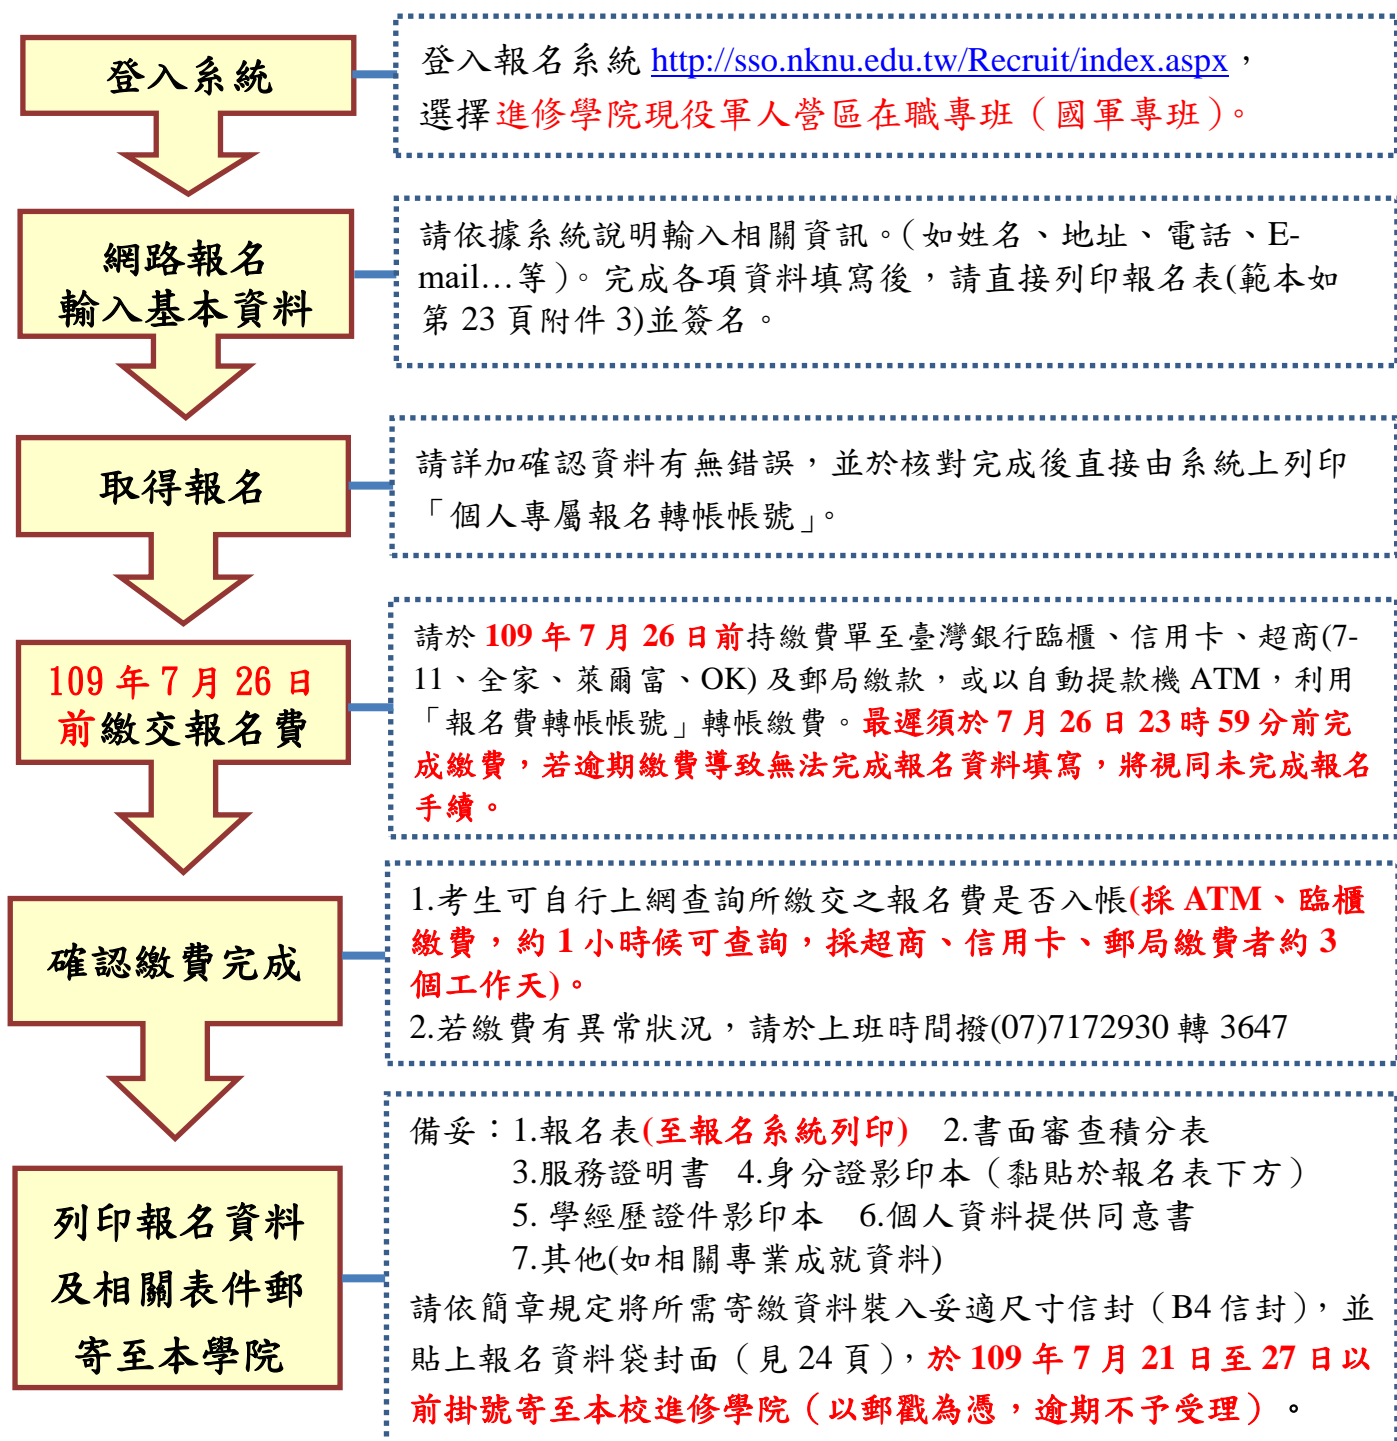 登入系統
登入報名系統 http://sso.nknu.edu.tw/Recruit/index.aspx，
選擇進修學院現役軍人營區在職專班（國軍專班）。
網路報名
輸入基本資料
請依據系統說明輸入相關資訊。（如姓名、地址、電話、E-
mail…等）。完成各項資料填寫後，請直接列印報名表(範本如
第 23 頁附件 3)並簽名。
取得報名
請詳加確認資料有無錯誤，並於核對完成後直接由系統上列印
「個人專屬報名轉帳帳號」。
109 年 7 月 26 日
前繳交報名費
請於 109 年 7 月 26 日前持繳費單至臺灣銀行臨櫃、信用卡、超商(7-
11、全家、萊爾富、OK) 及郵局繳款，或以自動提款機 ATM，利用
「報名費轉帳帳號」轉帳繳費。最遲須於 7 月 26 日 23 時 59 分前完
成繳費，若逾期繳費導致無法完成報名資料填寫，將視同未完成報名
手續。
確認繳費完成
1.考生可自行上網查詢所繳交之報名費是否入帳(採 ATM、臨櫃
繳費，約 1 小時候可查詢，採超商、信用卡、郵局繳費者約 3
個工作天)。
2.若繳費有異常狀況，請於上班時間撥(07)7172930 轉 3647
列印報名資料
及相關表件郵
寄至本學院
備妥：1.報名表(至報名系統列印) 2.書面審查積分表
3.服務證明書 4.身分證影印本（黏貼於報名表下方）
5. 學經歷證件影印本 6.個人資料提供同意書
7.其他(如相關專業成就資料)
請依簡章規定將所需寄繳資料裝入妥適尺寸信封（B4 信封），並
貼上報名資料袋封面（見 24 頁），於 109 年 7 月 21 日至 27 日以
前掛號寄至本校進修學院（以郵戳為憑，逾期不予受理）。